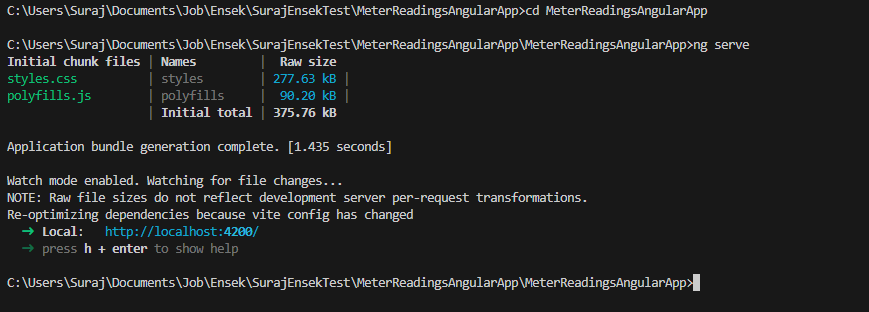 C:\Users\Suraj\Documents\Job\Ensek\SurajEnsekTest\MeterReadingsAngularApp>cd MeterReadingsAngularApp
C:\Users\Suraj\Documents\Job\Ensek\SurajEnsekTest\MeterReadingsAngularApp\MeterReadingsAngularApp>ng serve
Initial chunk files | Names | Raw size
styles.css | styles | 277.63 kB |
polyfills.js | polyfills | 90.20 kB |
| Initial total | 375.76 kB
Application bundle generation complete. [1.435 seconds]
Watch mode enabled. Watching for file changes...
NOTE: Raw file sizes do not reflect development server per-request transformations.
Re-optimizing dependencies because vite config has changed
➜ Local: http://localhost:4200/
➜ press h + enter to show help
C:\Users\Suraj\Documents\Job\Ensek\SurajEnsekTest\MeterReadingsAngularApp\MeterReadingsAngularApp>